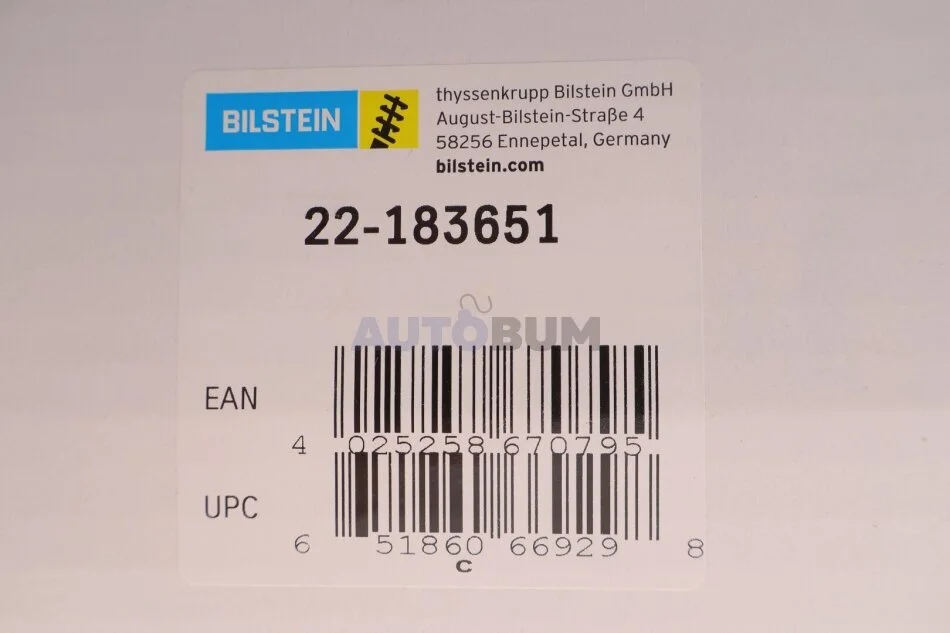 BILSTEIN
thyssenkrupp Bilstein GmbH
August-Bilstein-Straße 4
58256 Ennepetal, Germany
bilstein.com
22-183651
AUTOBUM
EAN
4 025258 670795
UPC
6 51860 66929 8
C